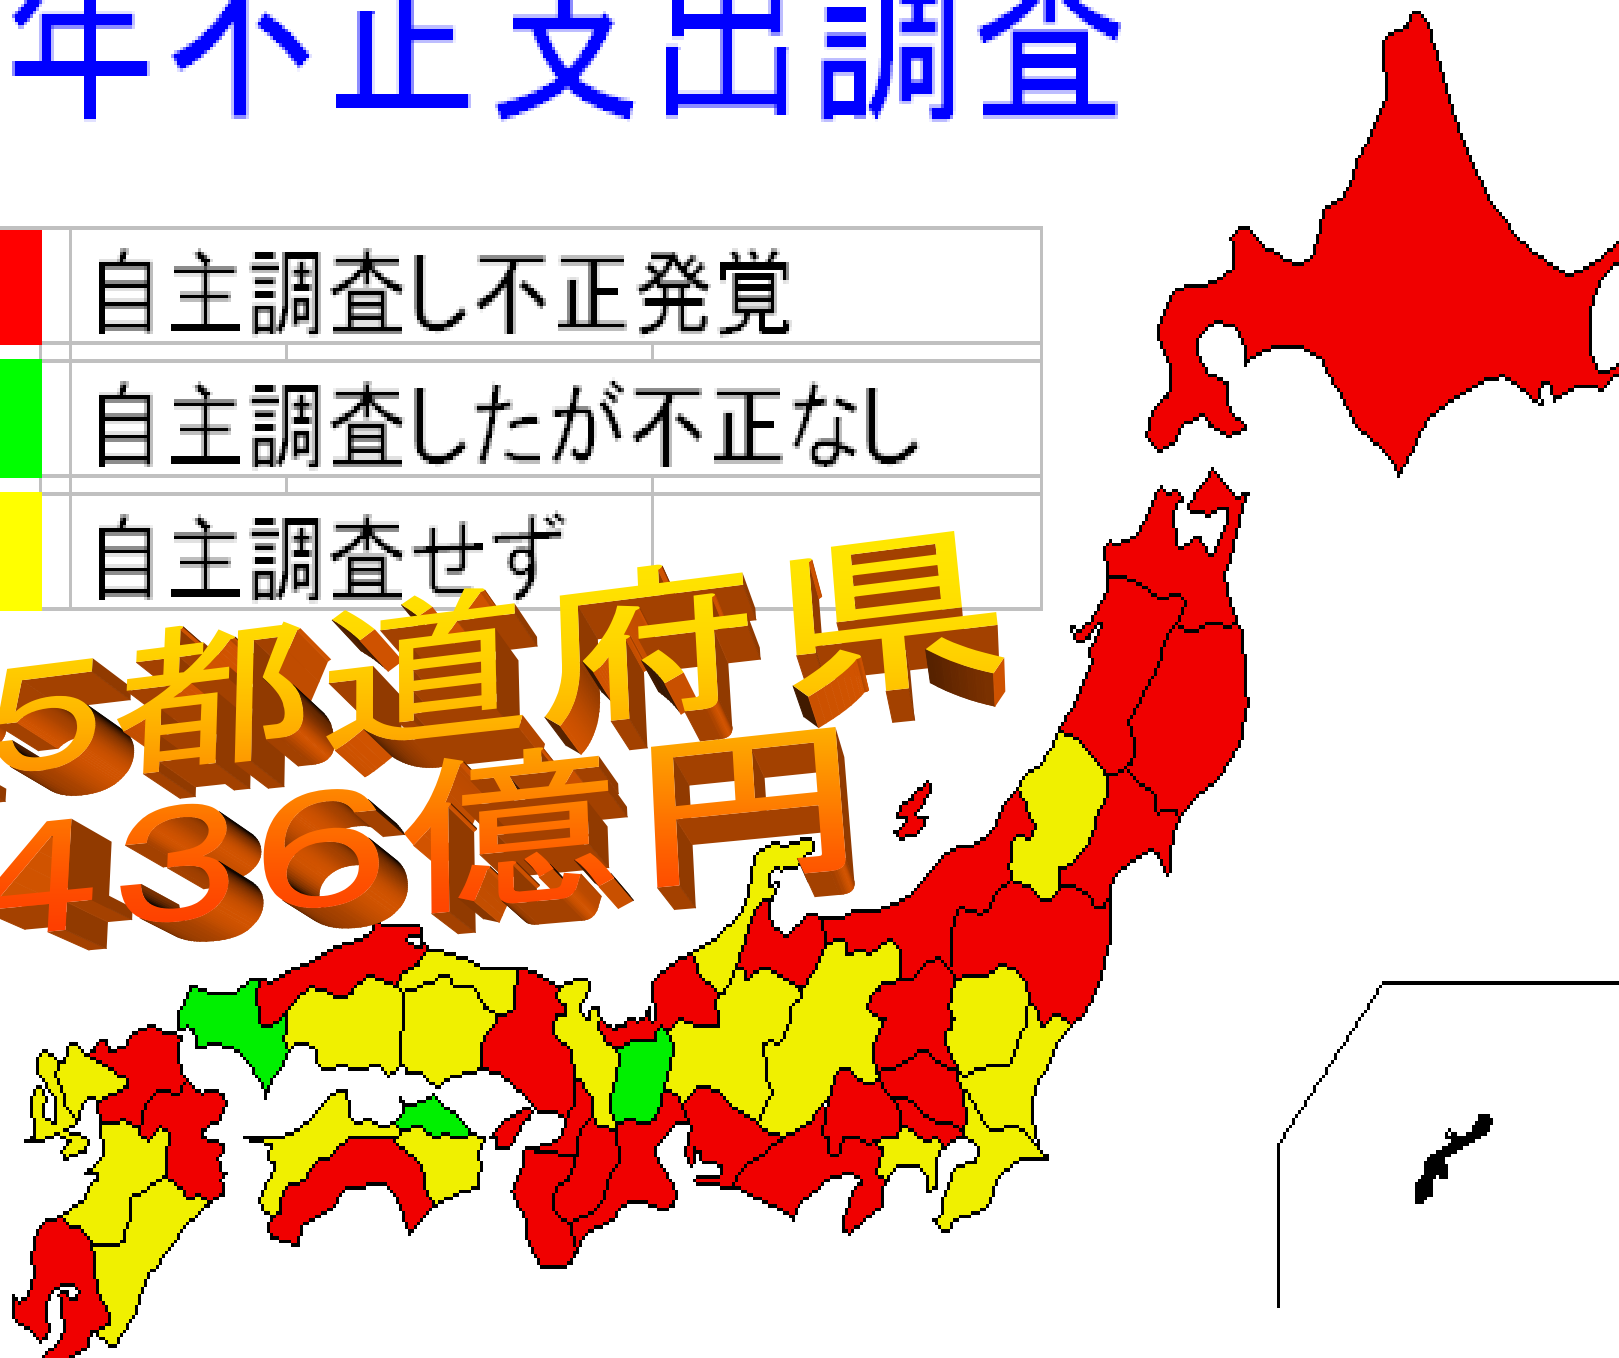 年不正支出調査
自主調査し不正発覚
自主調査したが不正なし
自主調査せず
5都道府県
436億円